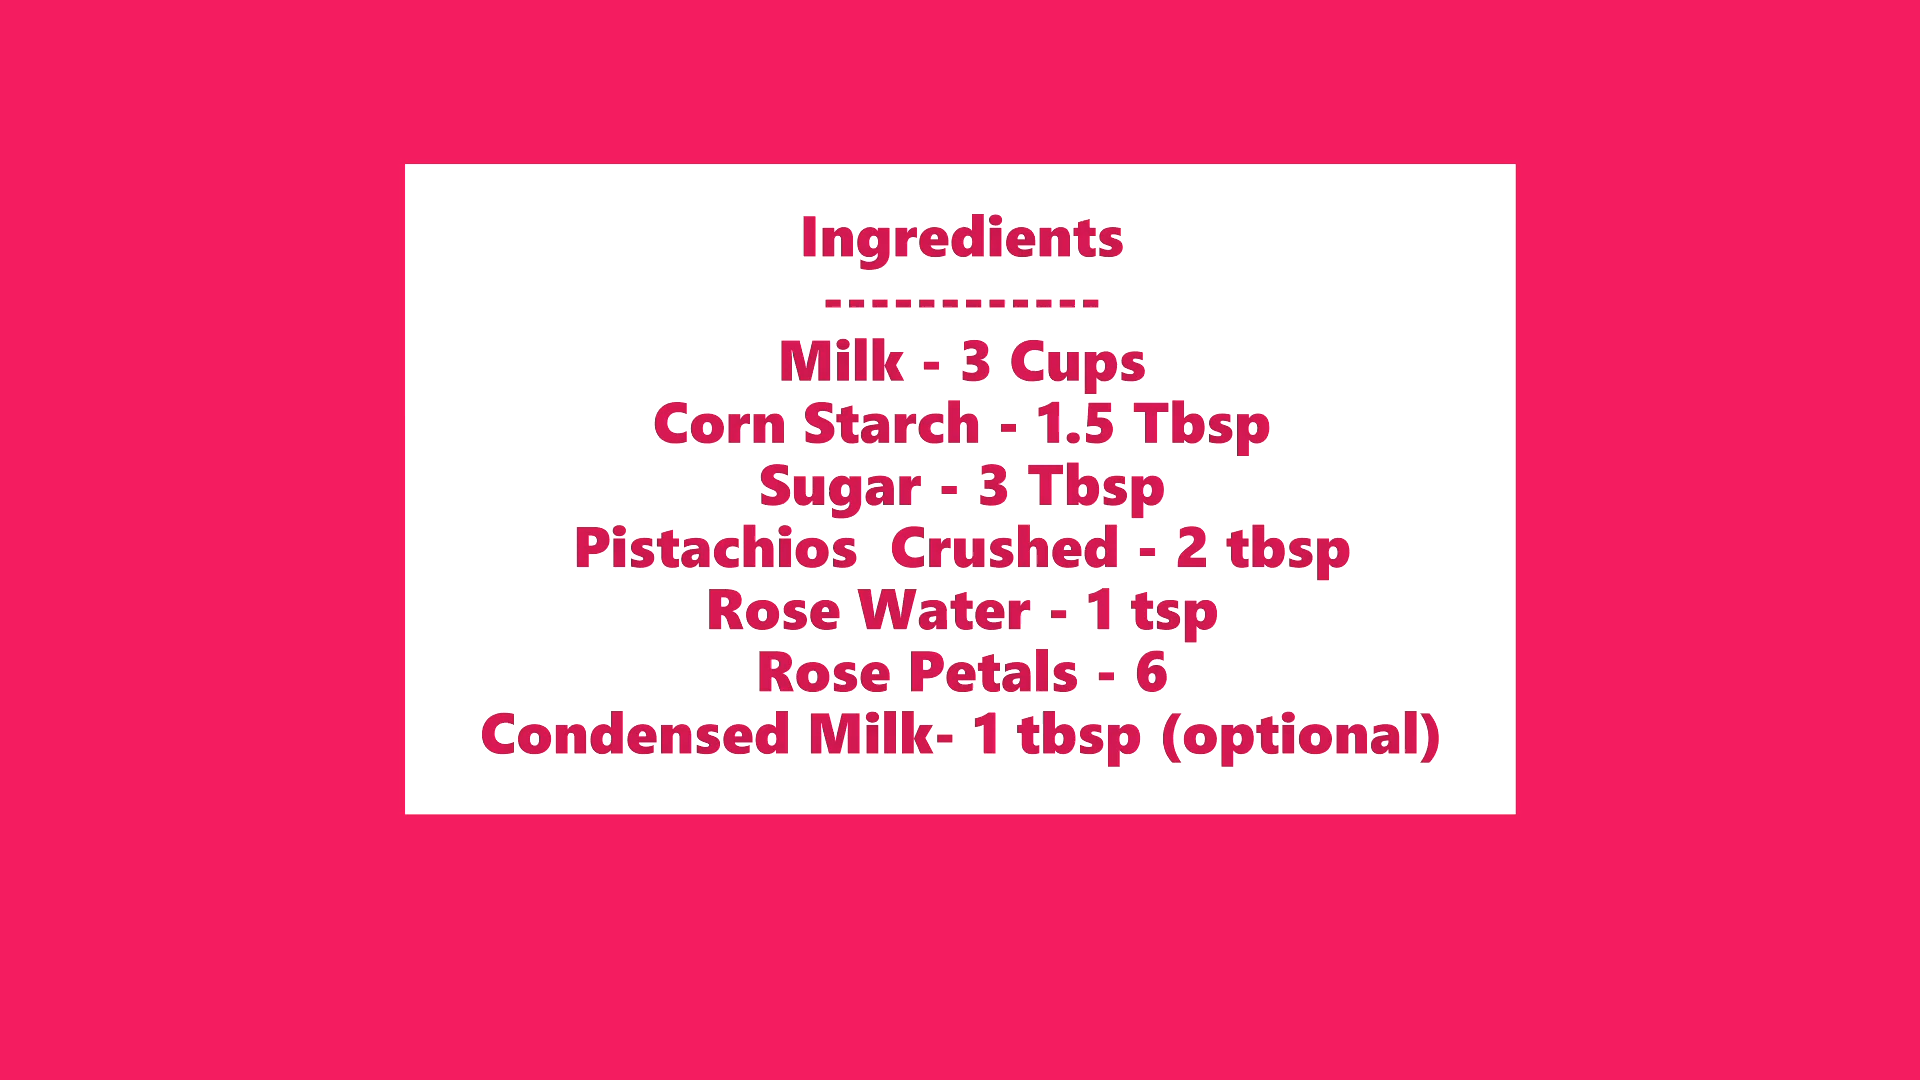 Ingredients
------------
Milk - 3 Cups
Corn Starch - 1.5 Tbsp
Sugar - 3 Tbsp
Pistachios  Crushed - 2 tbsp
Rose Water - 1 tsp
Rose Petals - 6
Condensed Milk- 1 tbsp (optional)